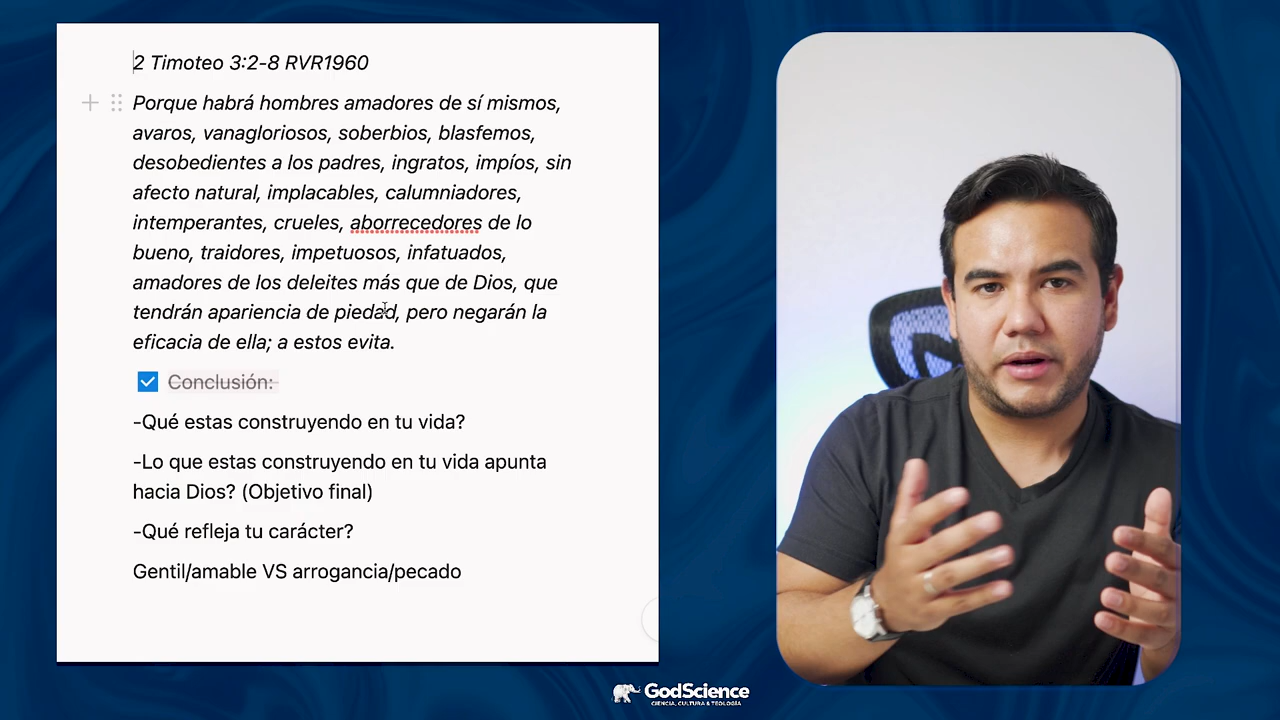 2 Timoteo 3:2-8 RVR1960
Porque habrá hombres amadores de sí mismos,
avaros, vanagloriosos, soberbios, blasfemos,
desobedientes a los padres, ingratos, impíos, sin
afecto natural, implacables, calumniadores,
intemperantes, crueles, aborrecedores de lo
bueno, traidores, impetuosos, infatuados,
amadores de los deleites más que de Dios, que
tendrán apariencia de piedad, pero negarán la
eficacia de ella; a estos evita.
Conclusión:
-Qué estas construyendo en tu vida?
-Lo que estas construyendo en tu vida apunta
hacia Dios? (Objetivo final)
-Qué refleja tu carácter?
Gentil/amable VS arrogancia/pecado
GodScience
CIENCIA, CULTURA & TEOLOGÍA